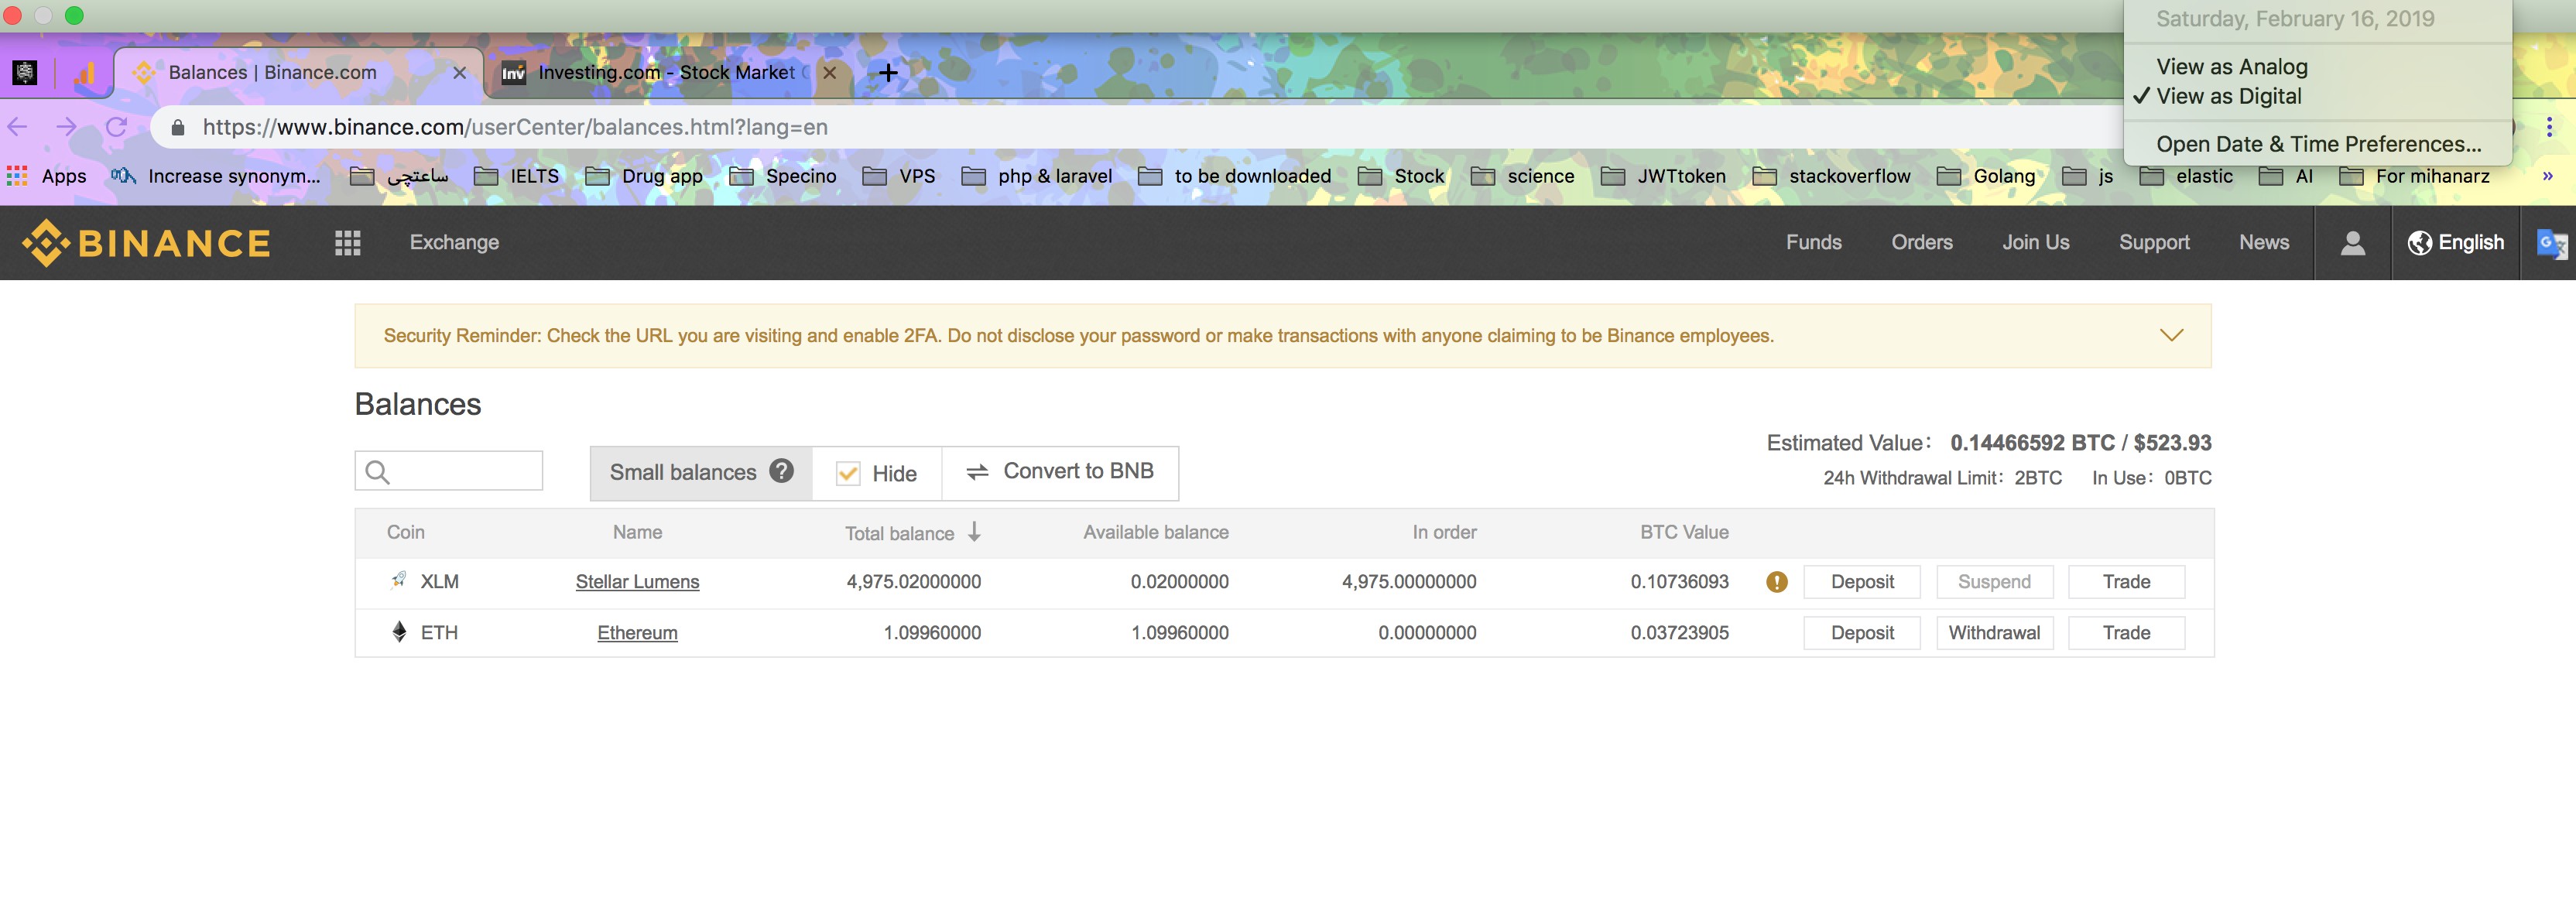 Saturday, February 16, 2019
View as Analog
✓ View as Digital
Open Date & Time Preferences...
Balances | Binance.com
Inv Investing.com - Stock Market
https://www.binance.com/userCenter/balances.html?lang=en
Apps Increase synonym... ساعتچی IELTS Drug app Specino VPS php & laravel to be downloaded Stock science JWTtoken stackoverflow Golang js elastic AI For mihanarz »
BINANCE Exchange Funds Orders Join Us Support News English
Security Reminder: Check the URL you are visiting and enable 2FA. Do not disclose your password or make transactions with anyone claiming to be Binance employees.
Balances
Estimated Value: 0.14466592 BTC / $523.93
24h Withdrawal Limit: 2BTC In Use: 0BTC
Small balances ? Hide Convert to BNB
Coin Name Total balance Available balance In order BTC Value
XLM Stellar Lumens 4,975.02000000 0.02000000 4,975.00000000 0.10736093 Deposit Suspend Trade
ETH Ethereum 1.09960000 1.09960000 0.00000000 0.03723905 Deposit Withdrawal Trade